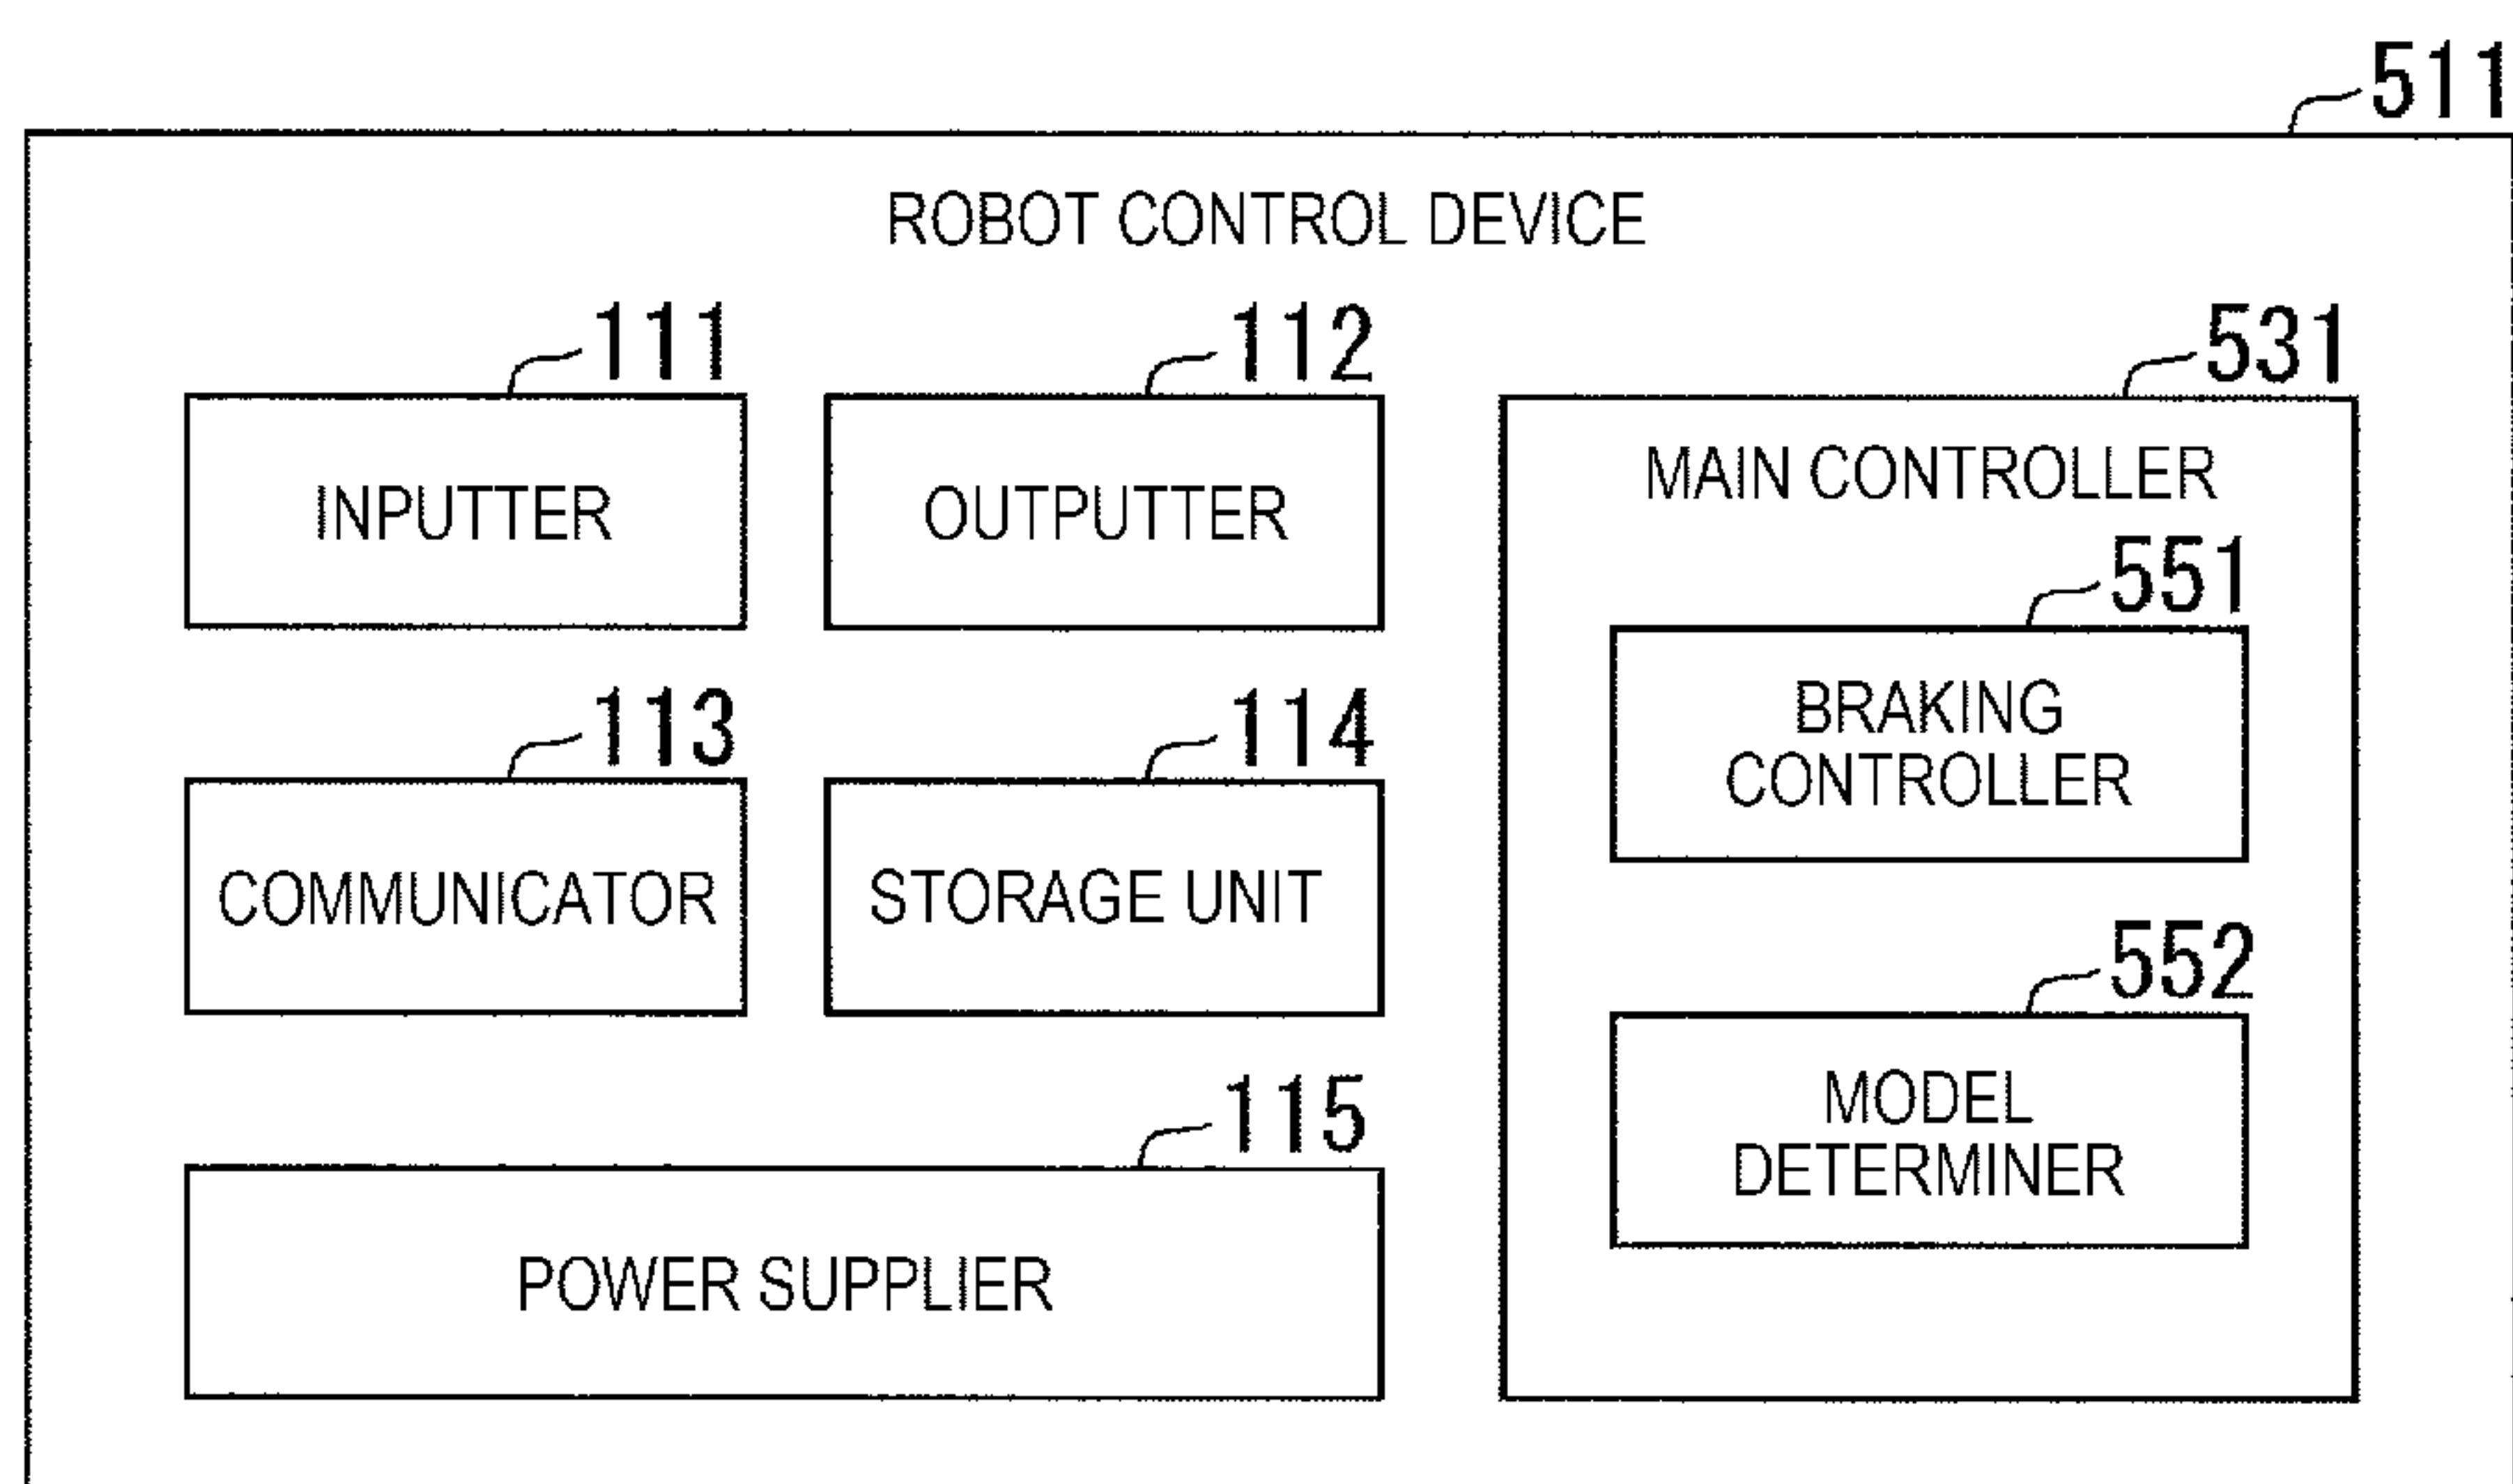 511
ROBOT CONTROL DEVICE
111
INPUTTER
112
OUTPUTTER
113
COMMUNICATOR
114
STORAGE UNIT
115
POWER SUPPLIER
531
MAIN CONTROLLER
551
BRAKING
CONTROLLER
552
MODEL
DETERMINER